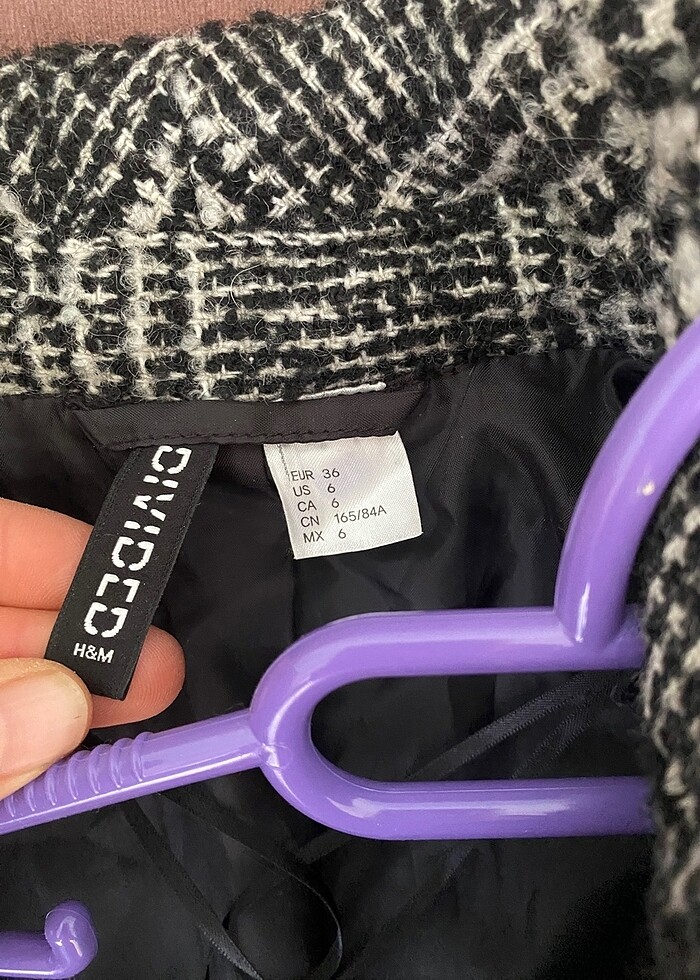 DIVIDED
H&M
EUR 36
US 6
CA 6
CN 165/84A
MX 6